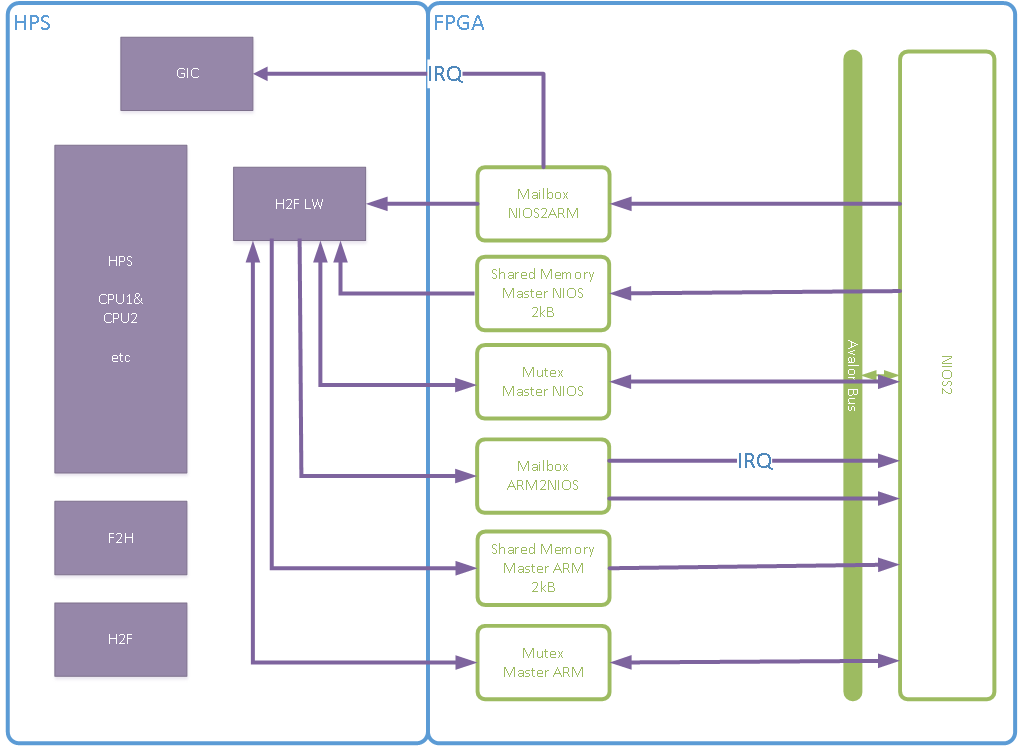 HPS
FPGA
GIC
IRQ
HPS
CPU1&
CPU2
etc
H2F LW
F2H
H2F
Mailbox
NIOS2ARM
Shared Memory
Master NIOS
2kB
Mutex
Master NIOS
Mailbox
ARM2NIOS
IRQ
Shared Memory
Master ARM
2kB
Mutex
Master ARM
Avalon Bus
NIOS2